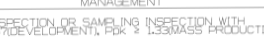 MANAGEMENT
SPECTION OR SAMPLING INSPECTION WITH
(DEVELOPMENT), Ppk ≥ 1.33(MASS PRODUCTI